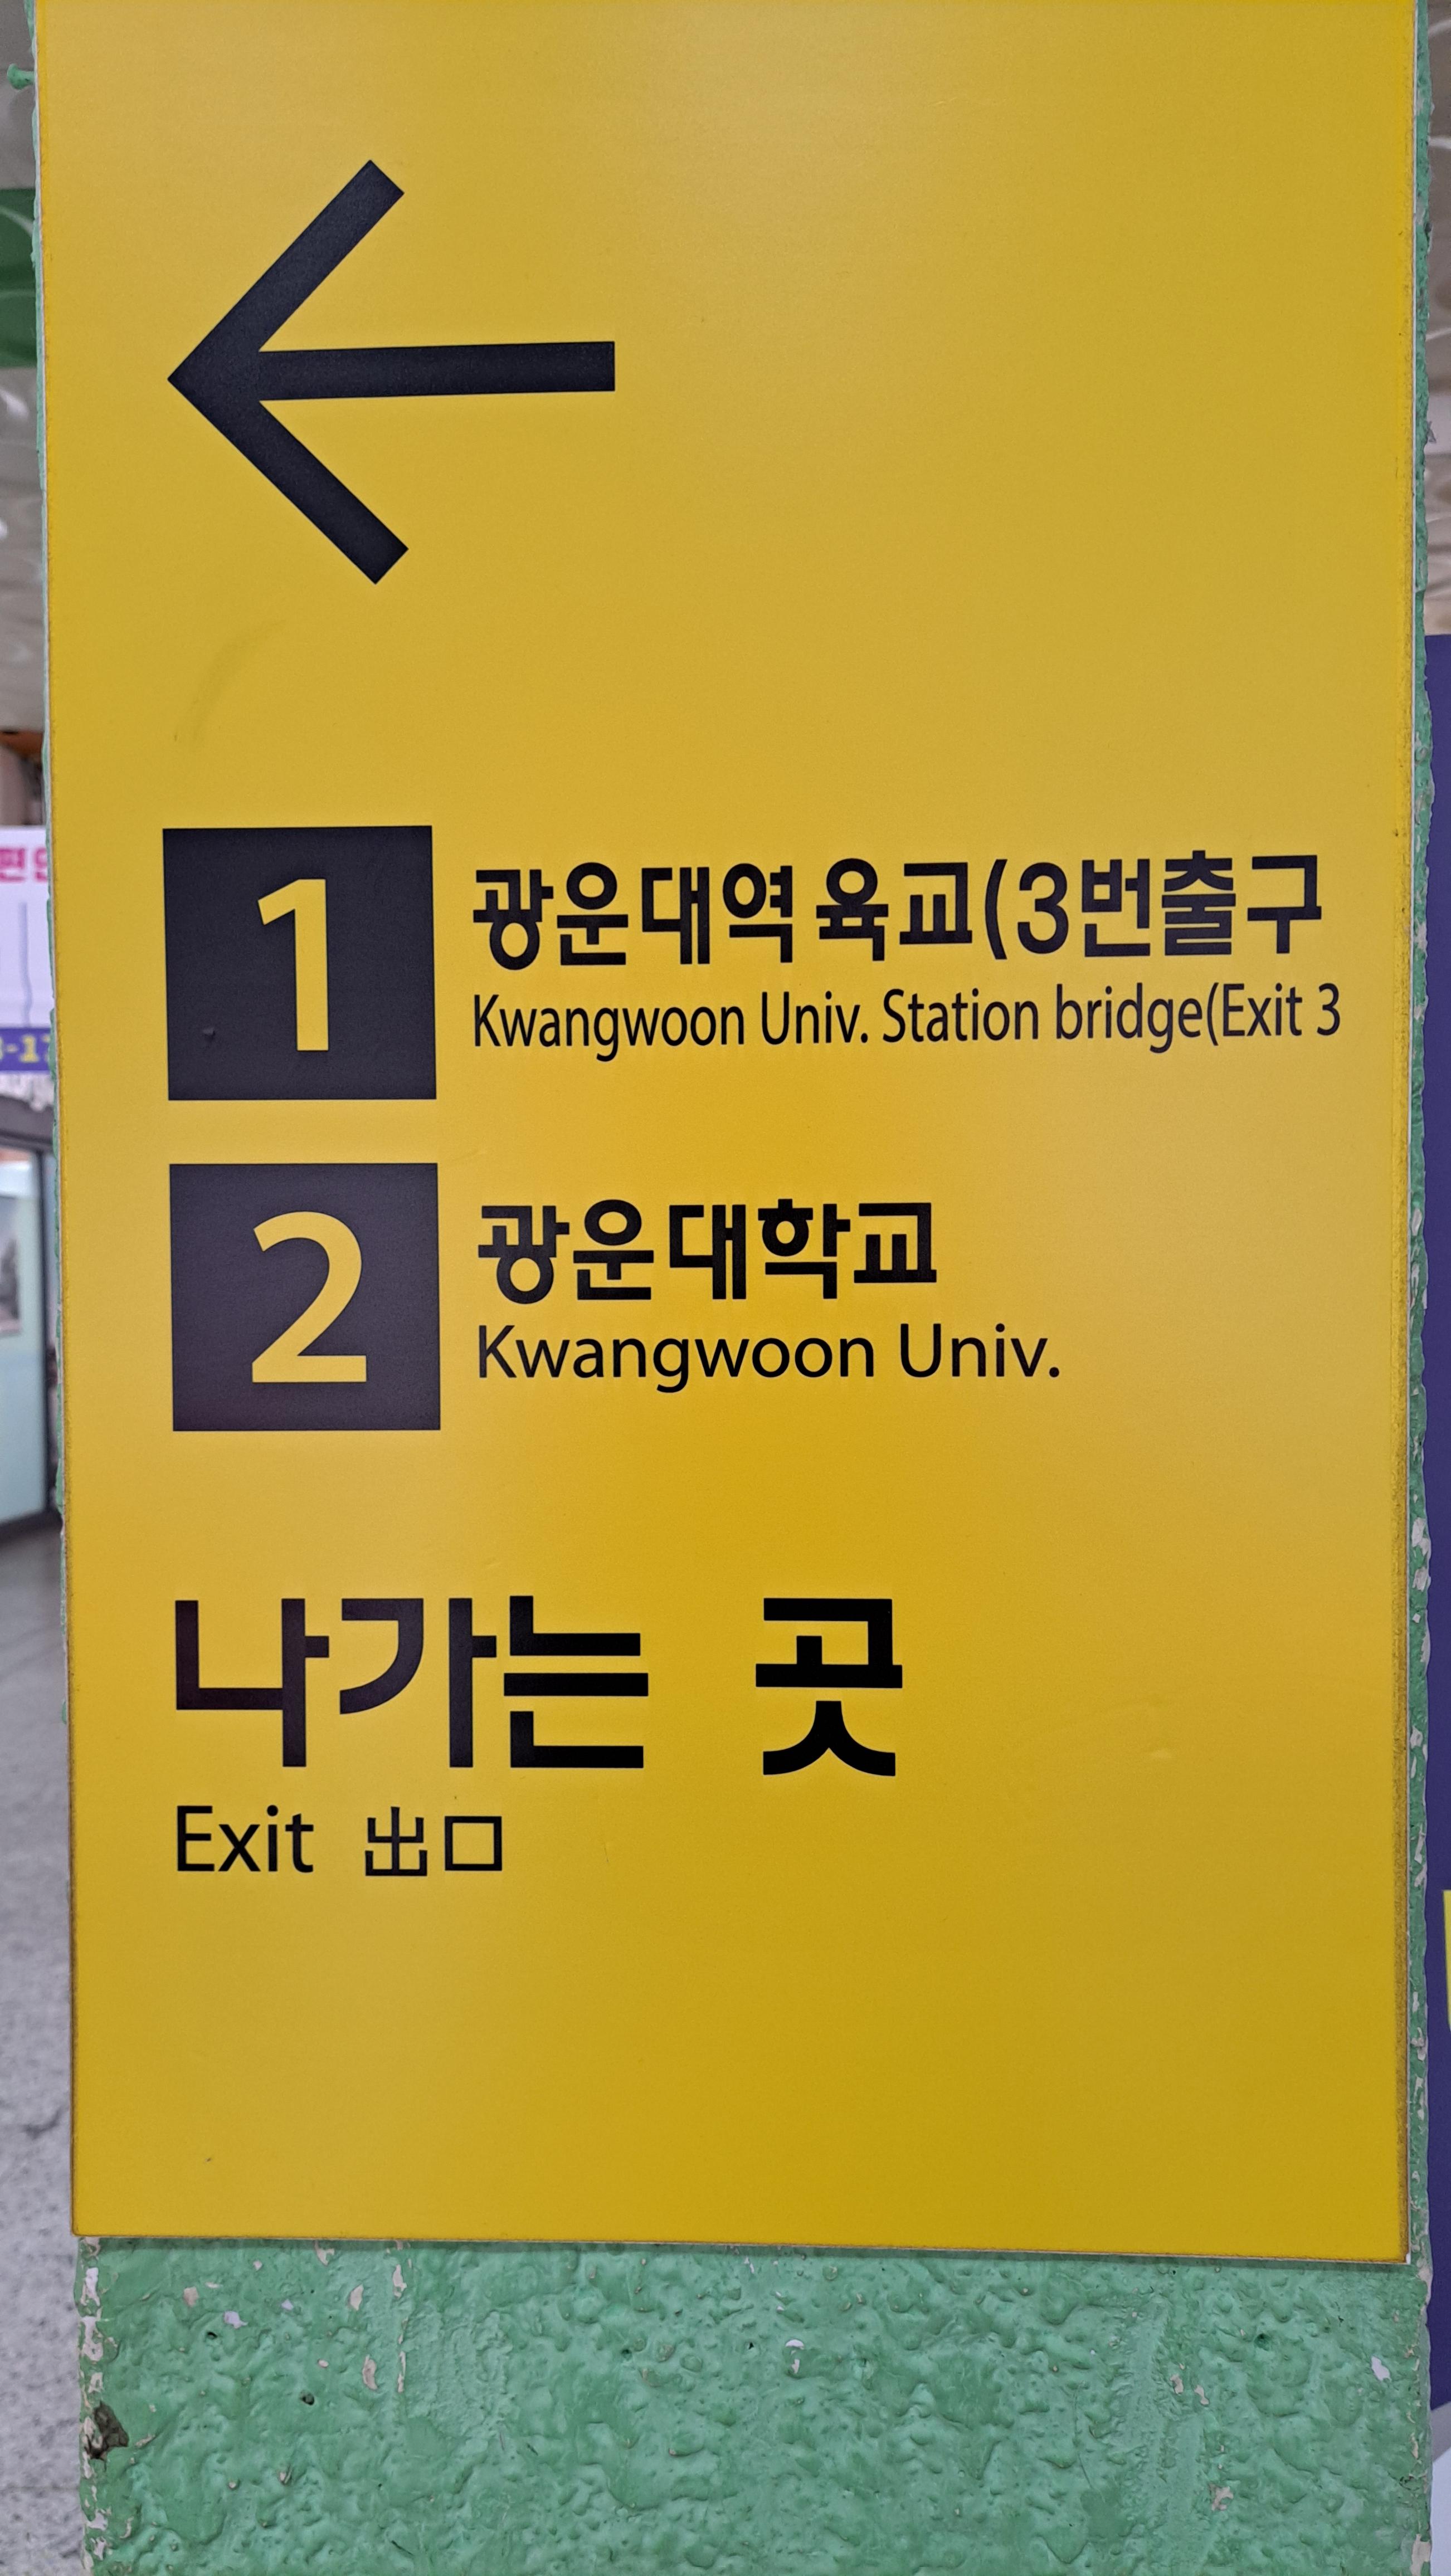 1 광운대역 육교(3번출구
Kwangwoon Univ. Station bridge(Exit 3
2 광운대학교
Kwangwoon Univ.
나가는 곳
Exit 出口